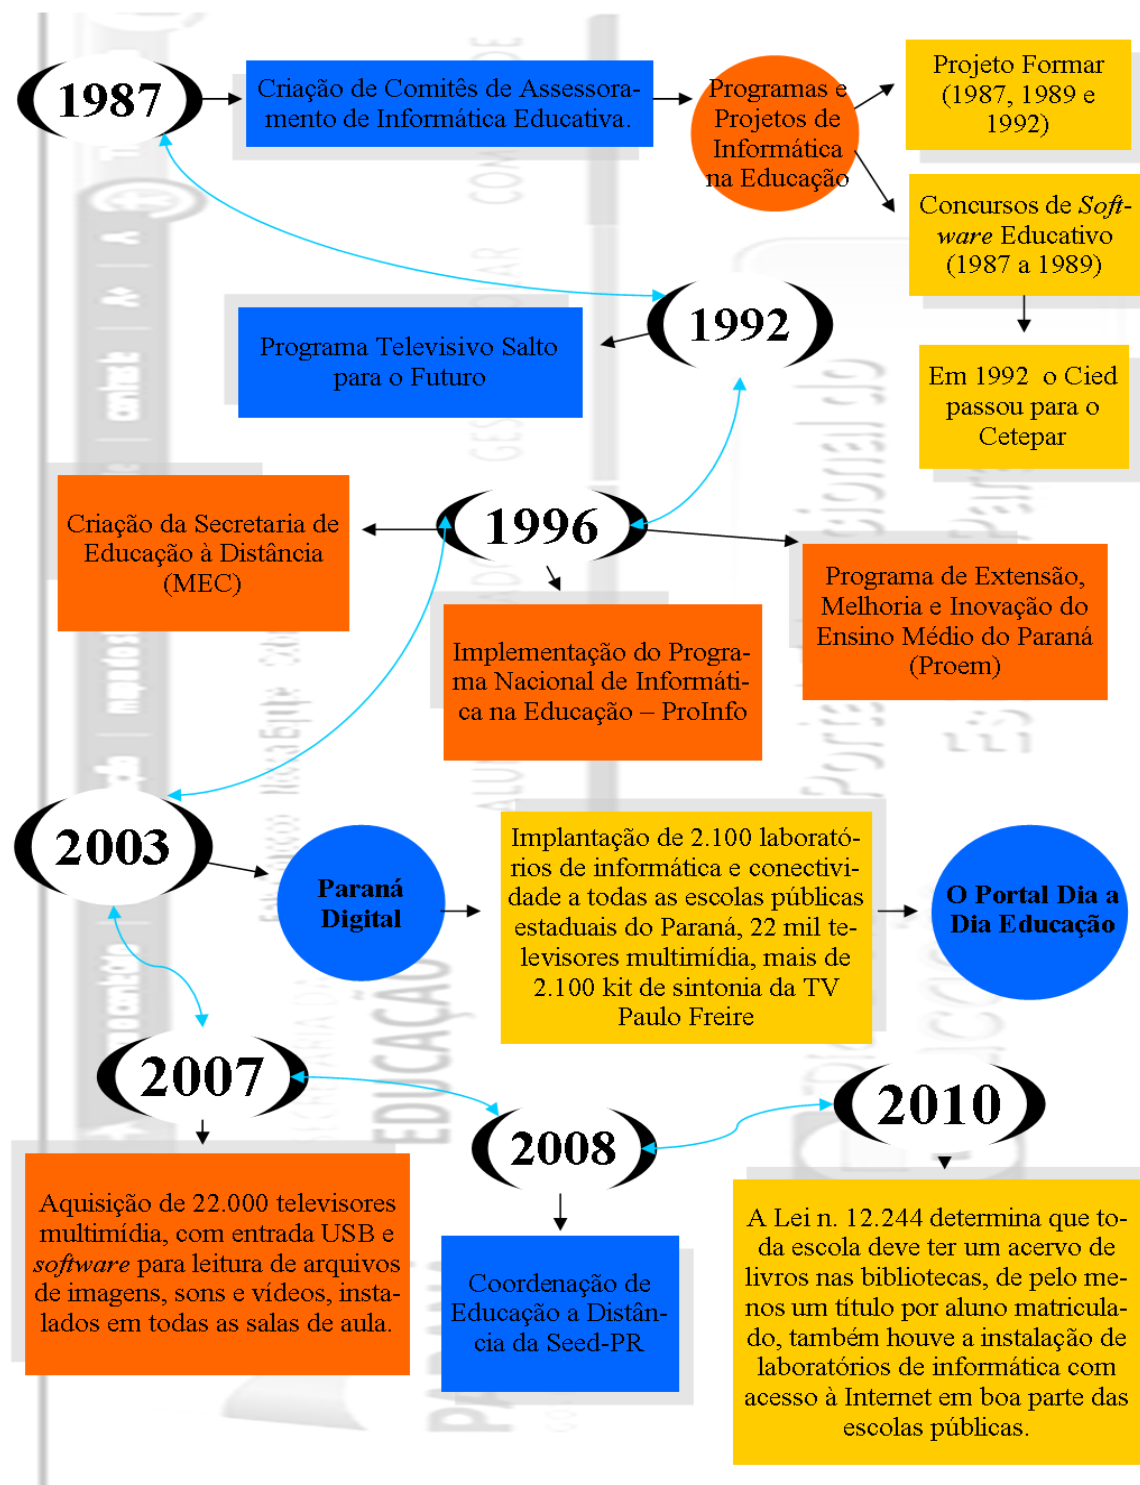 1987
Criação de Comitês de Assessora-
mento de Informática Educativa.
Programas e
Projetos de
Informática
na Educação
Projeto Formar
(1987, 1989 e
1992)
Concursos de Soft-
ware Educativo
(1987 a 1989)
Em 1992 o Cied
passou para o
Cetepar
1992
Programa Televisivo Salto
para o Futuro
1996
Criação da Secretaria de
Educação à Distância
(MEC)
Implementação do Progra-
ma Nacional de Informáti-
ca na Educação – ProInfo
Programa de Extensão,
Melhoria e Inovação do
Ensino Médio do Paraná
(Proem)
2003
Paraná
Digital
Implantação de 2.100 laborató-
rios de informática e conectivi-
dade a todas as escolas públicas
estaduais do Paraná, 22 mil te-
levisores multimídia, mais de
2.100 kit de sintonia da TV
Paulo Freire
O Portal Dia a
Dia Educação
2007
Aquisição de 22.000 televisores
multimídia, com entrada USB e
software para leitura de arquivos
de imagens, sons e vídeos, insta-
lados em todas as salas de aula.
2008
Coordenação de
Educação a Distân-
cia da Seed-PR
2010
A Lei n. 12.244 determina que to-
da escola deve ter um acervo de
livros nas bibliotecas, de pelo me-
nos um título por aluno matricula-
do, também houve a instalação de
laboratórios de informática com
acesso à Internet em boa parte das
escolas públicas.
contraste
A+
A
mapa do s
EDUCAÇÃO